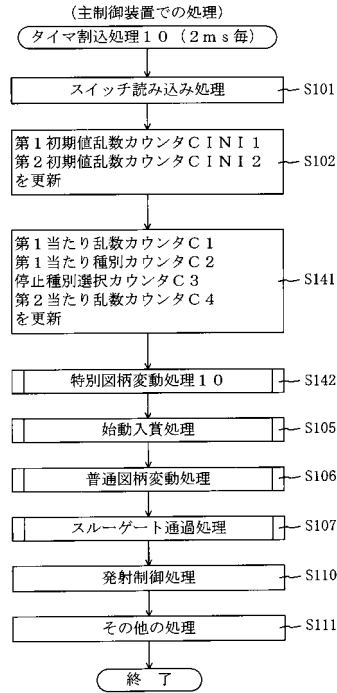 (主制御装置での処理)
タイマ割込処理10(2ms毎)
スイッチ読み込み処理
S101
第1初期値乱数カウンタCINI1
第2初期値乱数カウンタCINI2
を更新
S102
第1当たり乱数カウンタC1
第1当たり種別カウンタC2
停止種別選択カウンタC3
第2当たり乱数カウンタC4
を更新
S141
特別図柄変動処理10
S142
始動入賞処理
S105
普通図柄変動処理
S106
スルーゲート通過処理
S107
発射制御処理
S110
その他の処理
S111
終 了